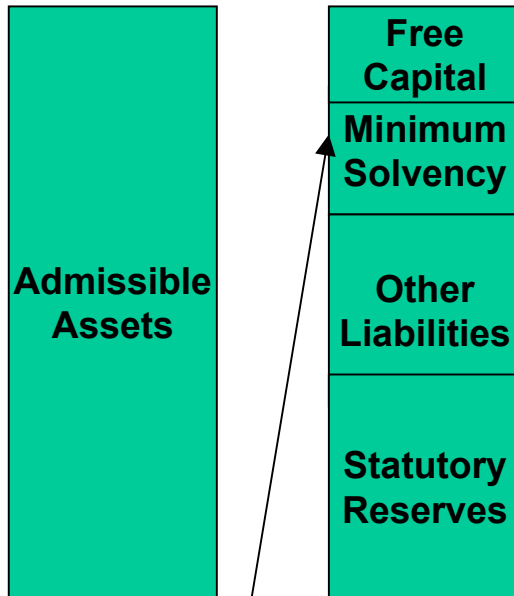 Admissible
Assets
Free
Capital
Minimum
Solvency
Other
Liabilities
Statutory
Reserves